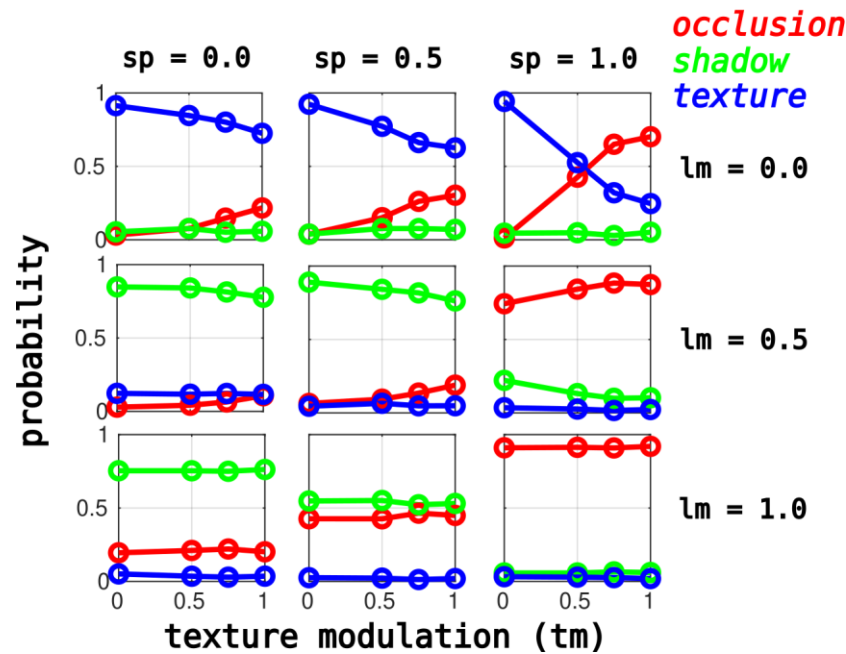 occlusion
shadow
texture
sp = 0.0 sp = 0.5 sp = 1.0
1
0.5
0
lm = 0.0
1
0.5
0
lm = 0.5
1
0.5
0
lm = 1.0
probability
0 0.5 1 0 0.5 1 0 0.5 1
texture modulation (tm)